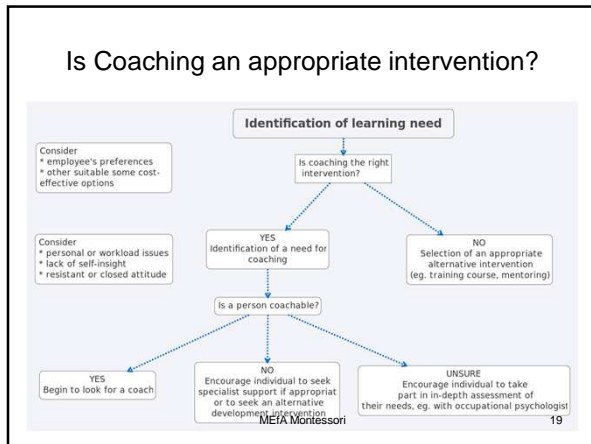 Is Coaching an appropriate intervention?
Identification of learning need
Consider
* employee's preferences
* other suitable some cost-
effective options
Is coaching the right
intervention?
Consider
* personal or workload issues
* lack of self-insight
* resistant or closed attitude
YES
Identification of a need for
coaching
NO
Selection of an appropriate
alternative intervention
(eg. training course, mentoring)
Is a person coachable?
YES
Begin to look for a coach
NO
Encourage individual to seek
specialist support if appropriat
or to seek an alternative
development intervention
UNSURE
Encourage individual to take
part in in-depth assessment of
their needs, eg. with occupational psychologist
MEfA Montessori
19